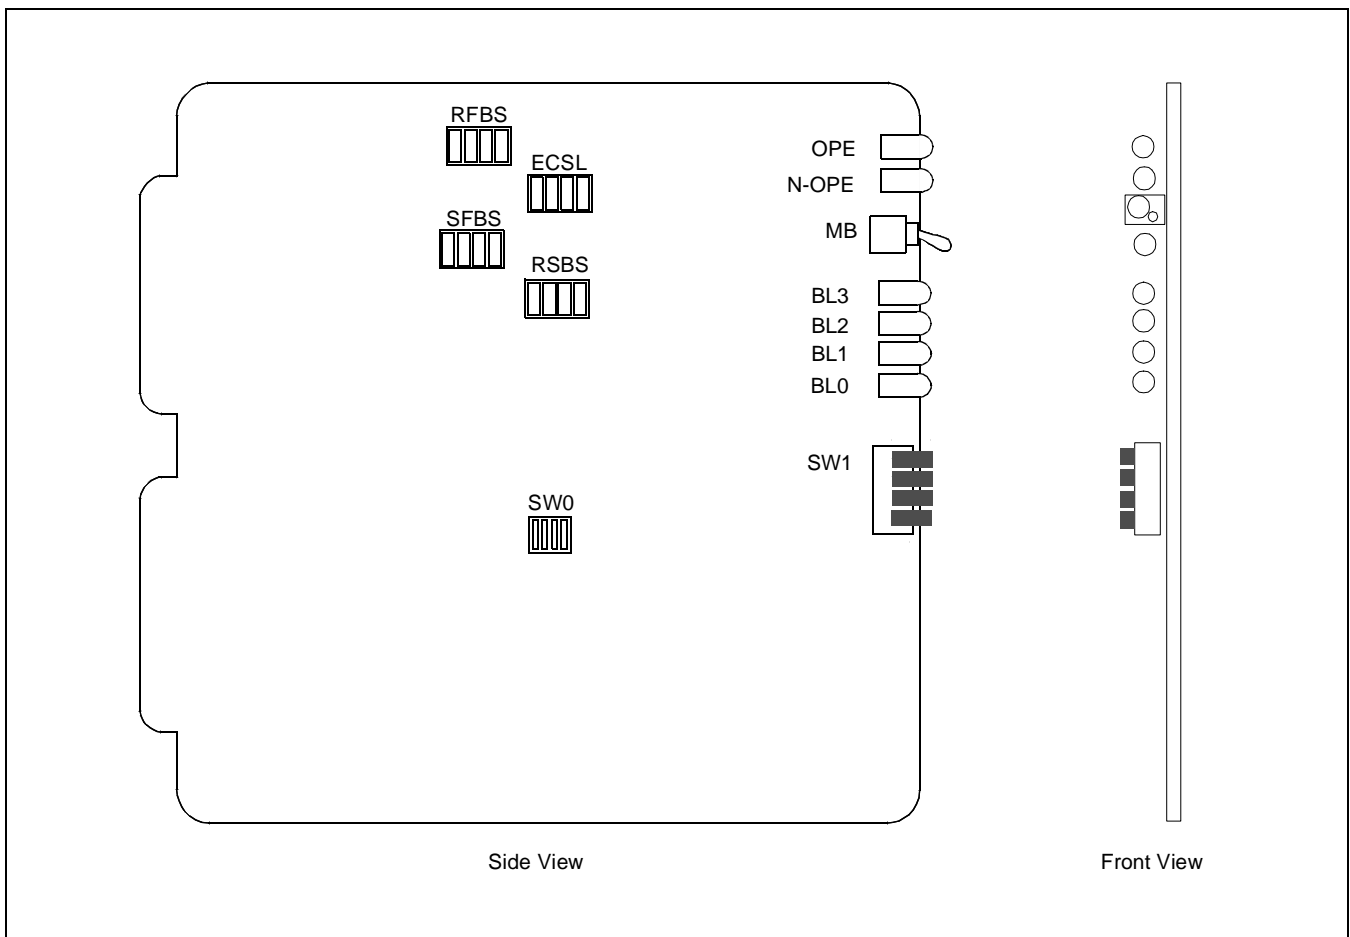 RFBS
ECSL
SFBS
RSBS
SW0
OPE
N-OPE
MB
BL3
BL2
BL1
BL0
SW1
Side View
Front View